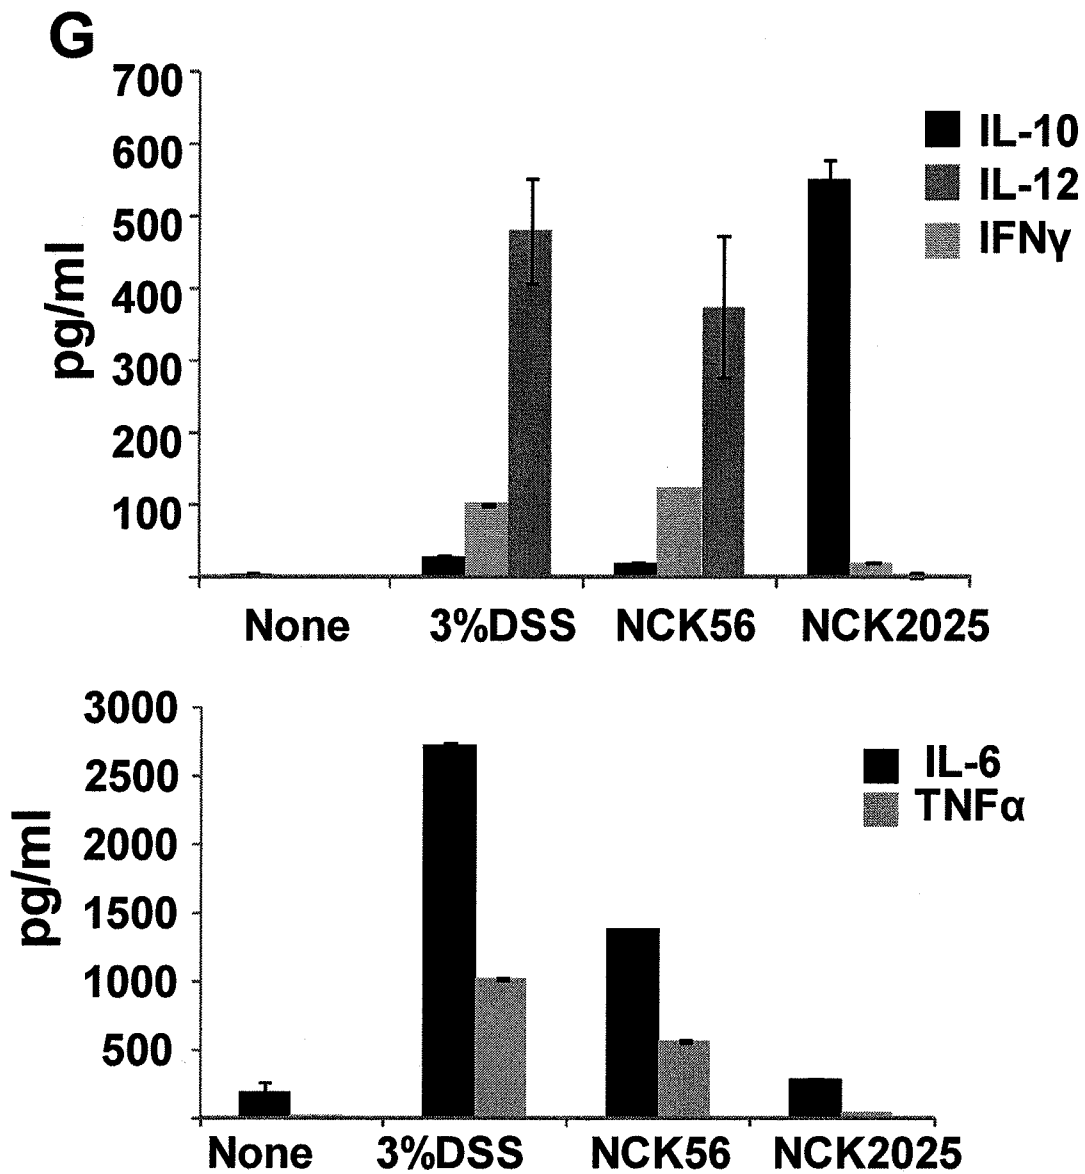 G
700
600
500
400
300
200
100
pg/ml
IL-10
IL-12
IFNγ
None 3%DSS NCK56 NCK2025
3000
2500
2000
1500
1000
500
pg/ml
IL-6
TNFα
None 3%DSS NCK56 NCK2025